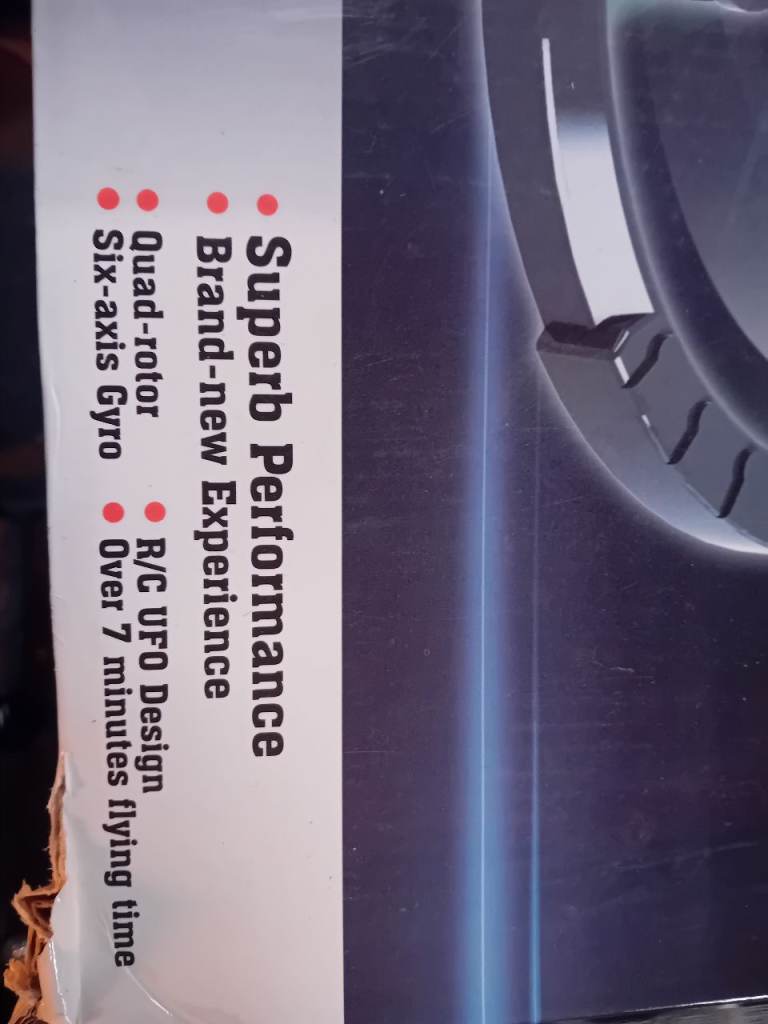 • Superb Performance
• Brand-new Experience
• Quad-rotor • R/C UFO Design
• Six-axis Gyro • Over 7 minutes flying time